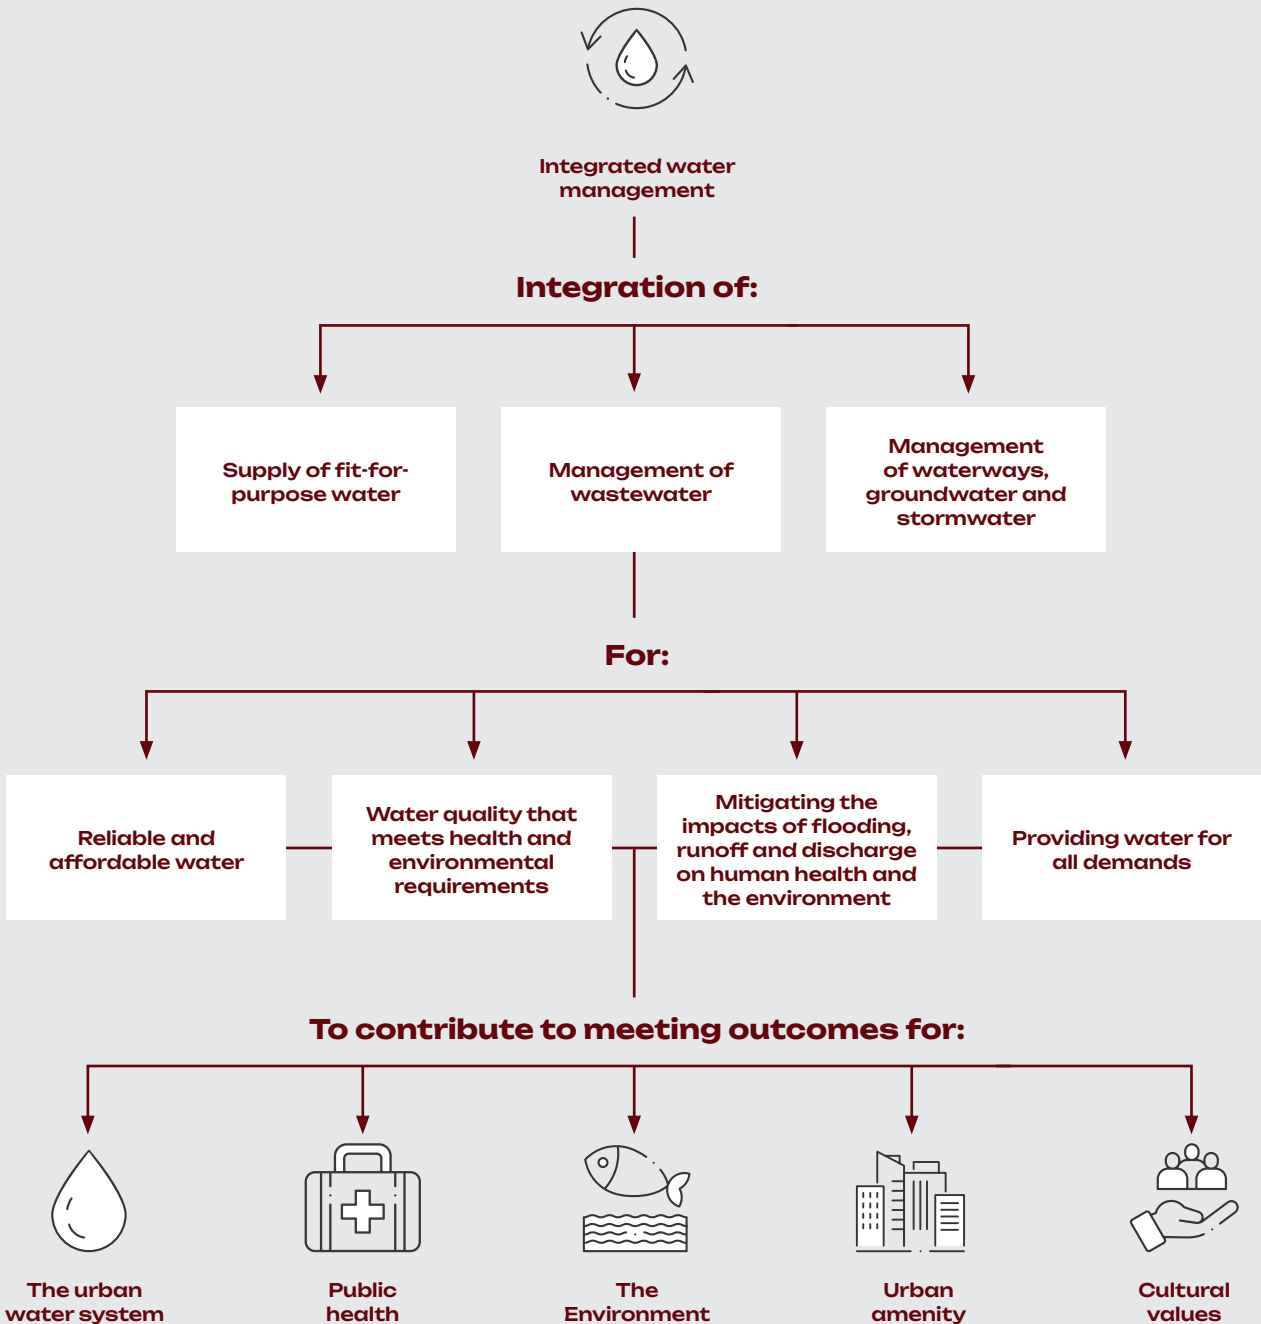 Integrated water
management
Integration of:
Supply of fit-for-
purpose water
Management of
wastewater
Management
of waterways,
groundwater and
stormwater
For:
Reliable and
affordable water
Water quality that
meets health and
environmental
requirements
Mitigating the
impacts of flooding,
runoff and discharge
on human health and
the environment
Providing water for
all demands
To contribute to meeting outcomes for:
The urban
water system
Public
health
The
Environment
Urban
amenity
Cultural
values